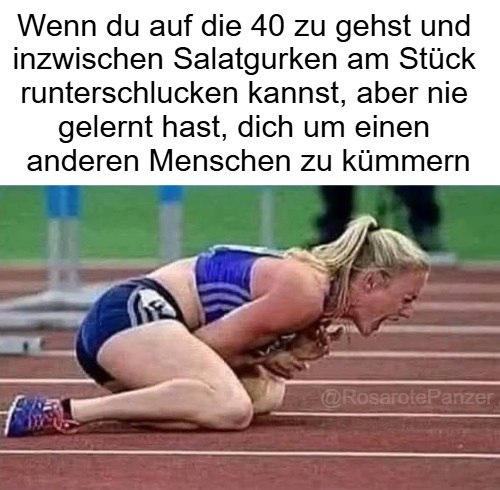 Wenn du auf die 40 zu gehst und
inzwischen Salatgurken am Stück
runterschlucken kannst, aber nie
gelernt hast, dich um einen
anderen Menschen zu kümmern
@RosarotePanzer